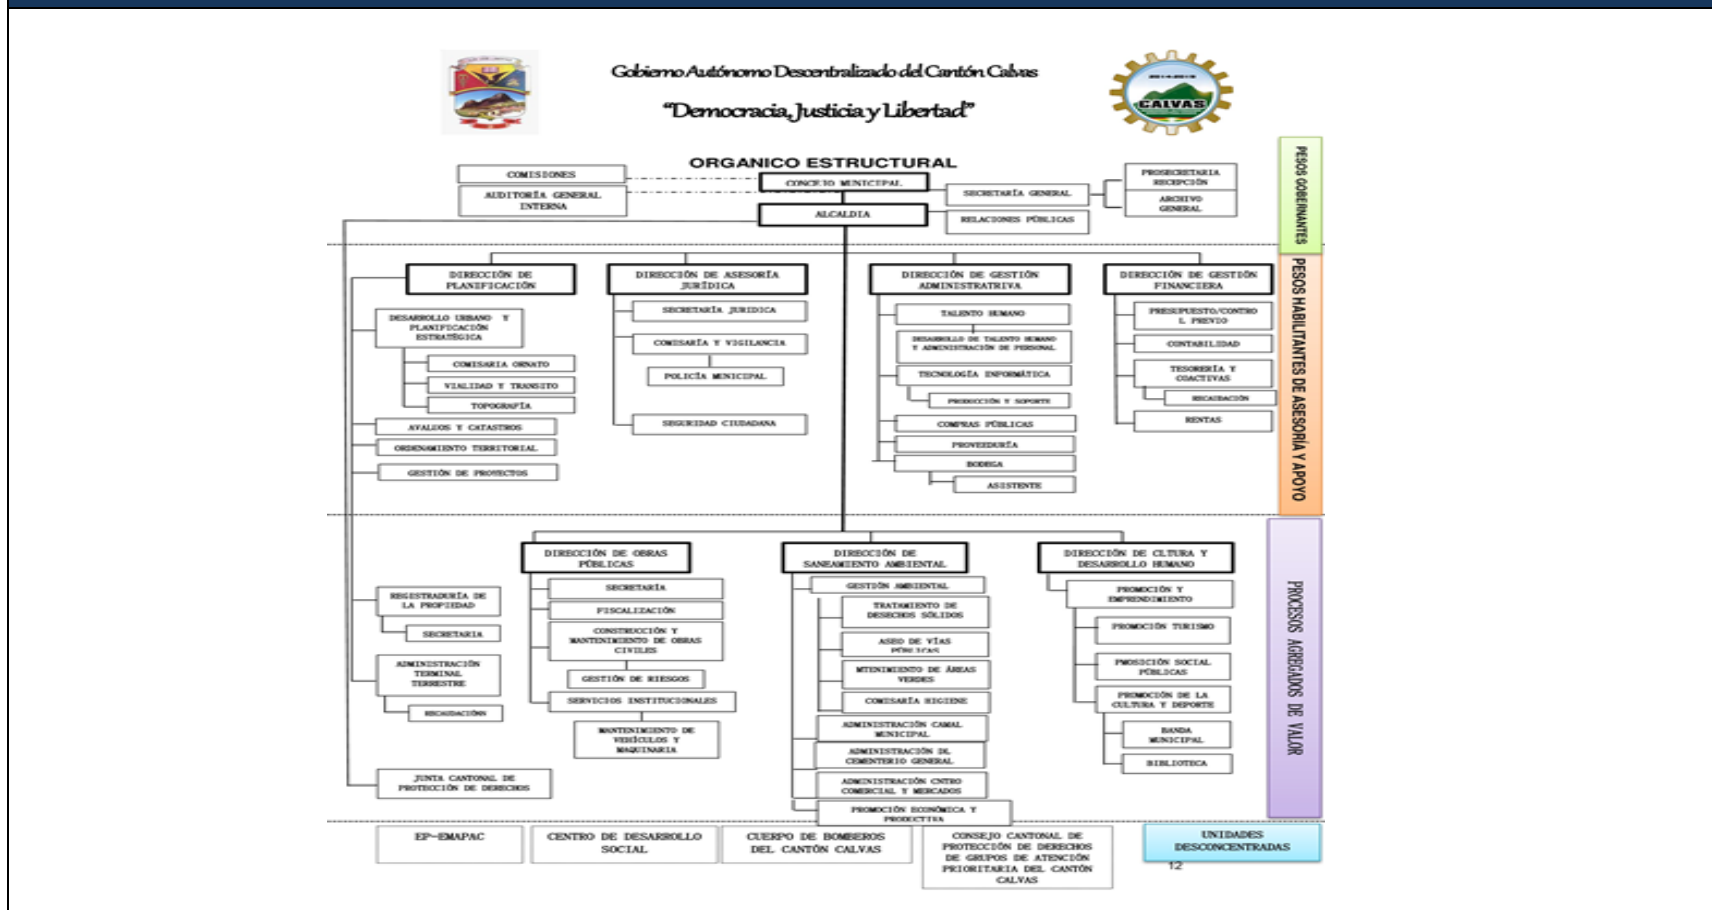 Gobierno Autónomo Descentralizado del Cantón Calvas
“Democracia, Justicia y Libertad”
2014-2019
CALVAS
ORGANICO ESTRUCTURAL
COMISIONES
AUDITORÍA GENERAL
INTERNA
CONCEJO MUNICIPAL
ALCALDIA
SECRETARÍA GENERAL
RELACIONES PÚBLICAS
PROSECRETARIA
RECEPCIÓN
ARCHIVO
GENERAL
PESOS GOBERNANTES
DIRECCIÓN DE
PLANIFICACIÓN
DESARROLLO URBANO Y
PLANIFICACIÓN
ESTRATÉGICA
COMISARIA ORNATO
VIALIDAD Y TRANSITO
TOPOGRAFÍA
AVALUOS Y CATASTROS
ORDENAMIENTO TERRITORIAL
GESTIÓN DE PROYECTOS
DIRECCIÓN DE ASESORÍA
JURÍDICA
SECRETARÍA JURIDICA
COMISARÍA Y VIGILANCIA
POLICÍA MUNICIPAL
SEGURIDAD CIUDADANA
DIRECCIÓN DE GESTIÓN
ADMINISTRATRIVA
TALENTO HUMANO
DESARROLLO DE TALENTO HUMANO
Y ADMINISTRACIÓN DE PERSONAL
TECNOLOGÍA INFORMÁTICA
PRODUCCIÓN Y SOPORTE
COMPRAS PÚBLICAS
PROVEEDURÍA
BODEGA
ASISTENTE
DIRECCIÓN DE GESTIÓN
FINANCIERA
PRESUPUESTO/CONTRO
L PREVIO
CONTABILIDAD
TESORERÍA Y
COACTIVAS
RECAUDACIÓN
RENTAS
PESOS HABILITANTES DE ASESORÍA Y APOYO
REGISTRADURÍA DE
LA PROPIEDAD
SECRETARIA
ADMINISTRACIÓN
TERMINAL
TERRESTRE
RECAUDACIÓNN
JUNTA CANTONAL DE
PROTECCIÓN DE DERECHOS
DIRECCIÓN DE OBRAS
PÚBLICAS
SECRETARÍA
FISCALIZACIÓN
CONSTRUCCIÓN Y
MANTENIMIENTO DE OBRAS
CIVILES
GESTIÓN DE RIESGOS
SERVICIOS INSTITUCIONALES
MANTENIMIENTO DE
VEHÍCULOS Y
MAQUINARIA
DIRECCIÓN DE
SANEAMIENTO AMBIENTAL
GESTIÓN AMBIENTAL
TRATAMIENTO DE
DESECHOS SÓLIDOS
ASEO DE VÍAS
PÚBLICAS
MTENIMIENTO DE ÁREAS
VERDES
COMISARÍA HIGIENE
ADMINISTRACIÓN CAMAL
MUNICIPAL
ADMINISTRACIÓN DL
CEMENTERIO GENERAL
ADMINISTRACIÓN CNTRO
COMERCIAL Y MERCADOS
PROMOCIÓN ECONÓMICA Y
PRODUCTIVA
DIRECCIÓN DE CLTURA Y
DESARROLLO HUMANO
PROMOCIÓN Y
EMPRENDIMIENTO
PROMOCIÓN TURISMO
PMOSICIÓN SOCIAL
PÚBLICAS
PROMOCIÓN DE LA
CULTURA Y DEPORTE
BANDA
MUNICIPAL
BIBLIOTECA
PROCESOS AGREGADOS DE VALOR
EP-EMAPAC
CENTRO DE DESARROLLO
SOCIAL
CUERPO DE BOMBEROS
DEL CANTÓN CALVAS
CONSEJO CANTONAL DE
PROTECCIÓN DE DERECHOS
DE GRUPOS DE ATENCIÓN
PRIORITARIA DEL CANTÓN
CALVAS
UNIDADES
DESCONCENTRADAS
12